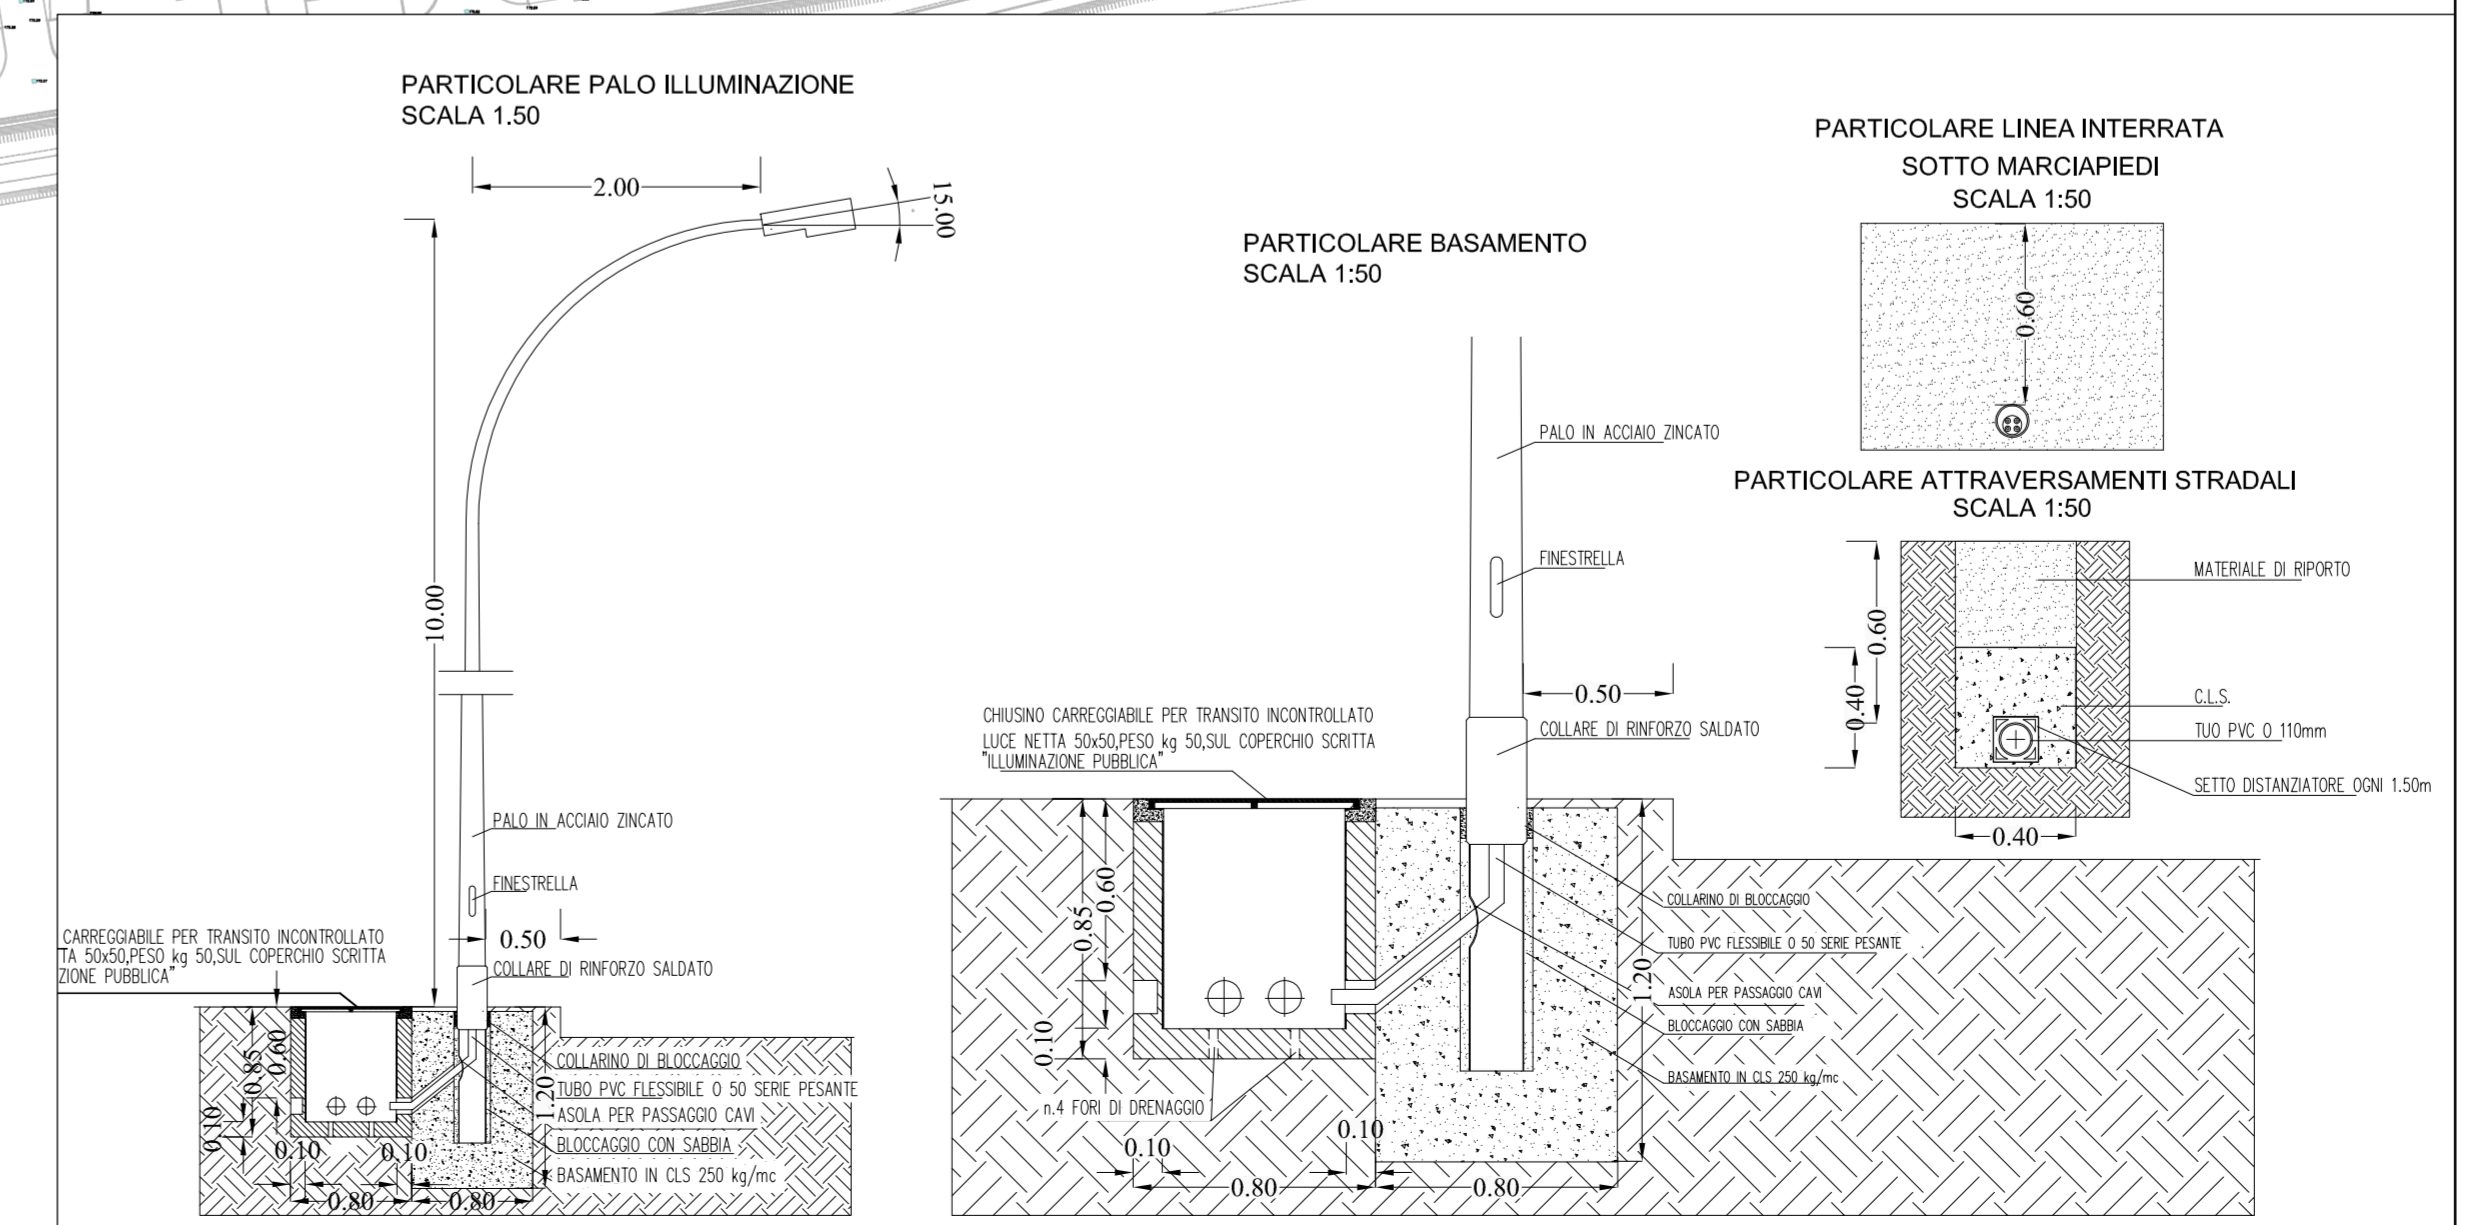 PARTICOLARE PALO ILLUMINAZIONE
SCALA 1.50
2.00
15.00
10.00
PALO IN ACCIAIO ZINCATO
FINESTRELLA
0.50
CARREGGIABILE PER TRANSITO INCONTROLLATO
TA 50x50,PESO kg 50,SUL COPERCHIO SCRITTA
ZIONE PUBBLICA"
COLLARE DI RINFORZO SALDATO
0.60
0.85
0.10
1.20
COLLARINO DI BLOCCAGGIO
TUBO PVC FLESSIBILE O 50 SERIE PESANTE
ASOLA PER PASSAGGIO CAVI
BLOCCAGGIO CON SABBIA
BASAMENTO IN CLS 250 kg/mc
0.10
0.10
0.80
0.80
PARTICOLARE BASAMENTO
SCALA 1:50
PALO IN ACCIAIO ZINCATO
FINESTRELLA
0.50
CHIUSINO CARREGGIABILE PER TRANSITO INCONTROLLATO
LUCE NETTA 50x50,PESO kg 50,SUL COPERCHIO SCRITTA
"ILLUMINAZIONE PUBBLICA"
COLLARE DI RINFORZO SALDATO
0.60
0.85
0.10
1.20
COLLARINO DI BLOCCAGGIO
TUBO PVC FLESSIBILE O 50 SERIE PESANTE
ASOLA PER PASSAGGIO CAVI
BLOCCAGGIO CON SABBIA
BASAMENTO IN CLS 250 kg/mc
n.4 FORI DI DRENAGGIO
0.10
0.10
0.80
0.80
PARTICOLARE LINEA INTERRATA
SOTTO MARCIAPIEDI
SCALA 1:50
0.60
PARTICOLARE ATTRAVERSAMENTI STRADALI
SCALA 1:50
MATERIALE DI RIPORTO
0.60
0.40
C.L.S.
TUO PVC O 110mm
SETTO DISTANZIATORE OGNI 1.50m
0.40